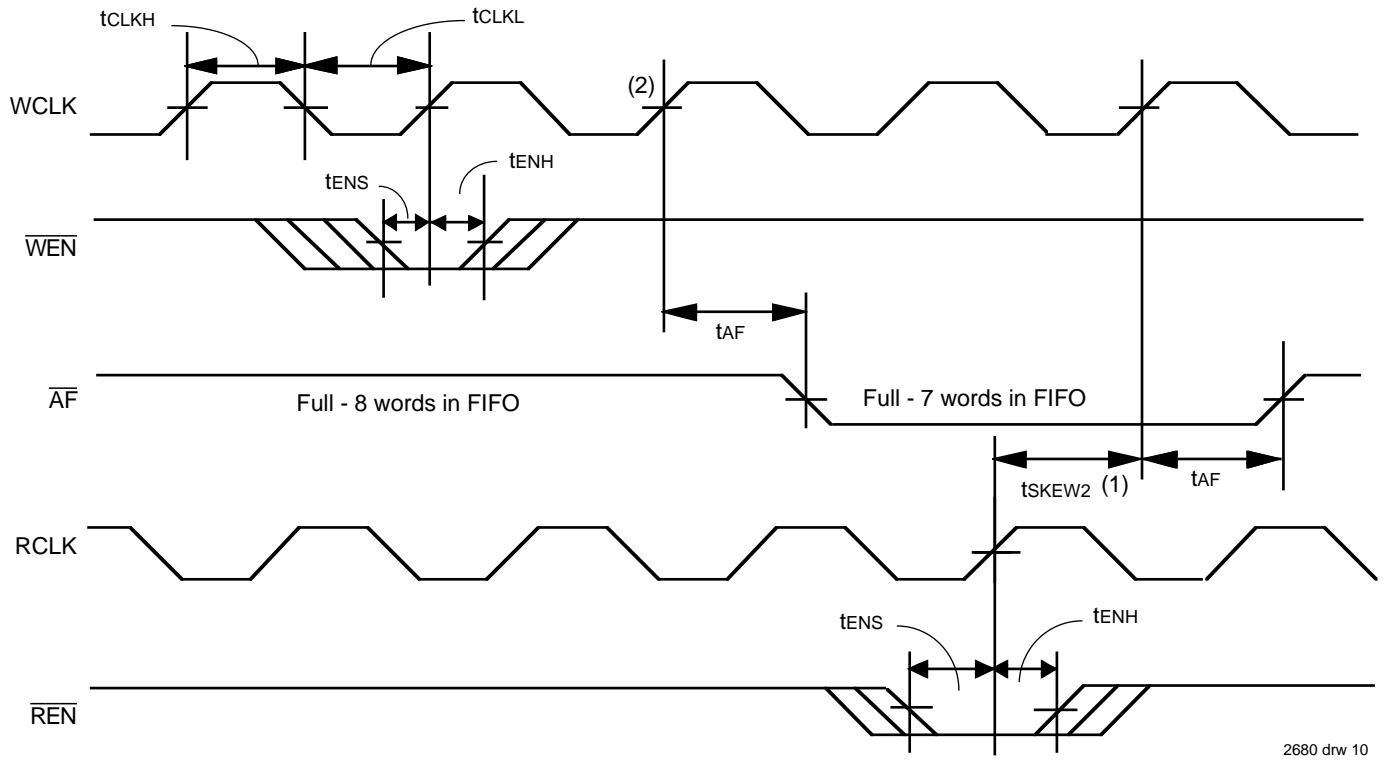 tCLKH
tCLKL
WCLK
(2)
tENS
tENH
WEN
tAF
AF
Full - 8 words in FIFO
Full - 7 words in FIFO
tSKEW2 (1)
tAF
RCLK
tENS
tENH
REN
2680 drw 10